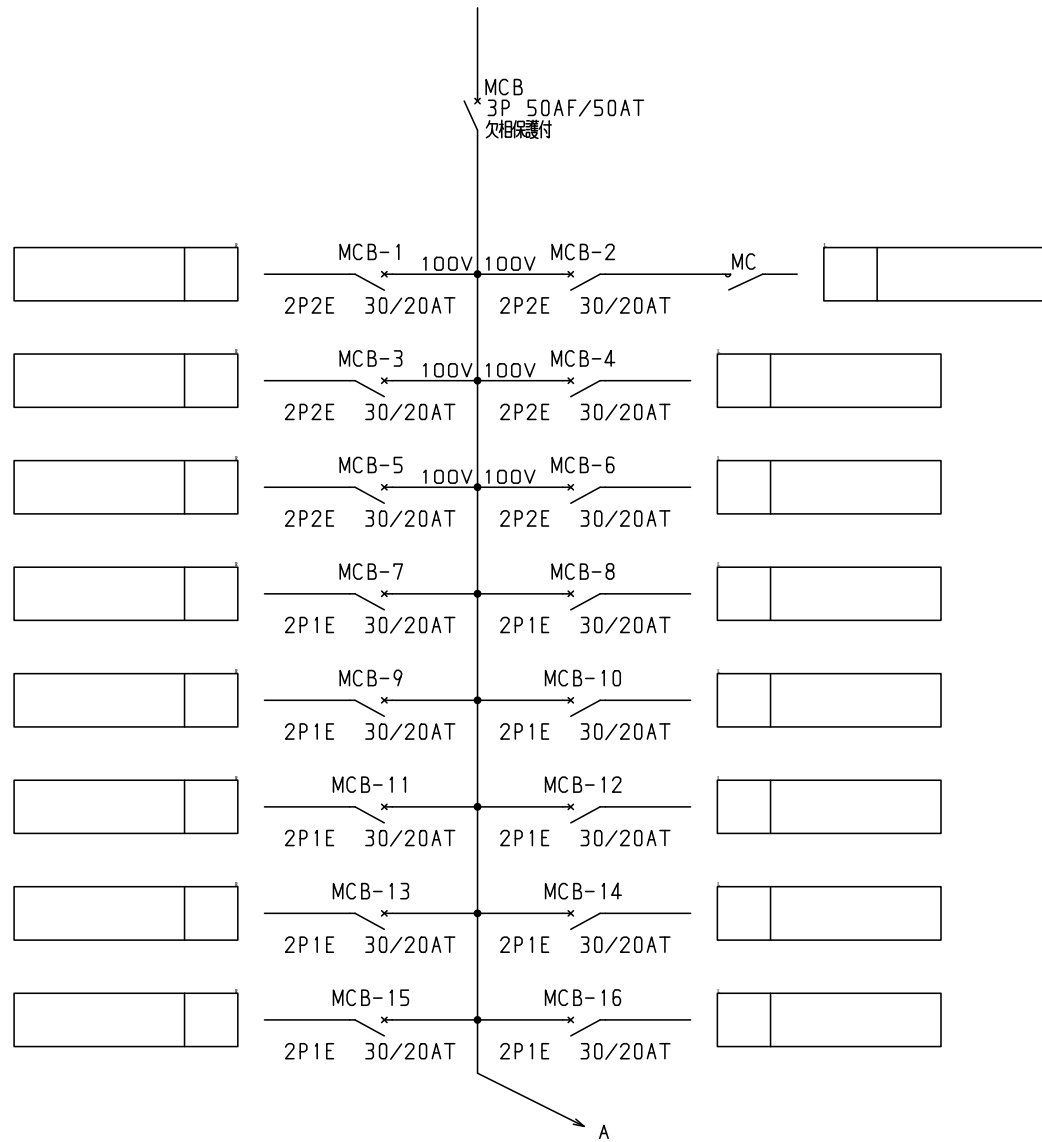 MCB
3P 50AF/50AT
欠相保護付
MCB-1 100V 100V MCB-2 MC
2P2E 30/20AT 2P2E 30/20AT
MCB-3 100V 100V MCB-4
2P2E 30/20AT 2P2E 30/20AT
MCB-5 100V 100V MCB-6
2P2E 30/20AT 2P2E 30/20AT
MCB-7 MCB-8
2P1E 30/20AT 2P1E 30/20AT
MCB-9 MCB-10
2P1E 30/20AT 2P1E 30/20AT
MCB-11 MCB-12
2P1E 30/20AT 2P1E 30/20AT
MCB-13 MCB-14
2P1E 30/20AT 2P1E 30/20AT
MCB-15 MCB-16
2P1E 30/20AT 2P1E 30/20AT
A